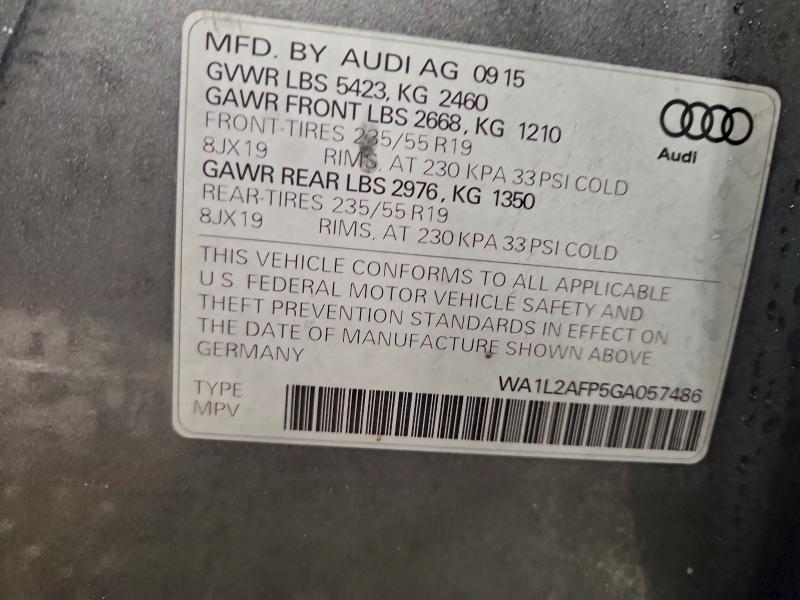 MFD. BY AUDI AG 09 15
GVWR LBS 5423, KG 2460
GAWR FRONT LBS 2668, KG 1210
FRONT-TIRES 235/55 R19
8JX19 RIMS, AT 230 KPA 33 PSI COLD
GAWR REAR LBS 2976, KG 1350
REAR-TIRES 235/55 R19
8JX19 RIMS, AT 230 KPA 33 PSI COLD
Audi
THIS VEHICLE CONFORMS TO ALL APPLICABLE
U.S. FEDERAL MOTOR VEHICLE SAFETY AND
THEFT PREVENTION STANDARDS IN EFFECT ON
THE DATE OF MANUFACTURE SHOWN ABOVE
GERMANY
WA1L2AFP5GA057486
TYPE
MPV